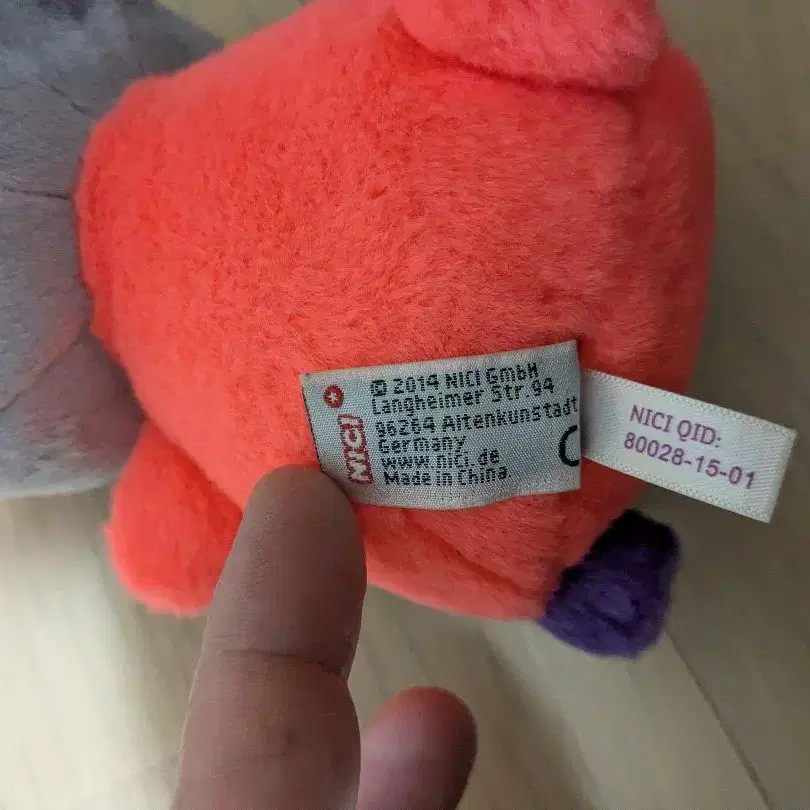 NICI
© 2014 NICI GmbH
Langheimer Str.94
96264 Altenkunstadt
Germany
www.nici.de
Made in China
C
NICI QID:
80028-15-01